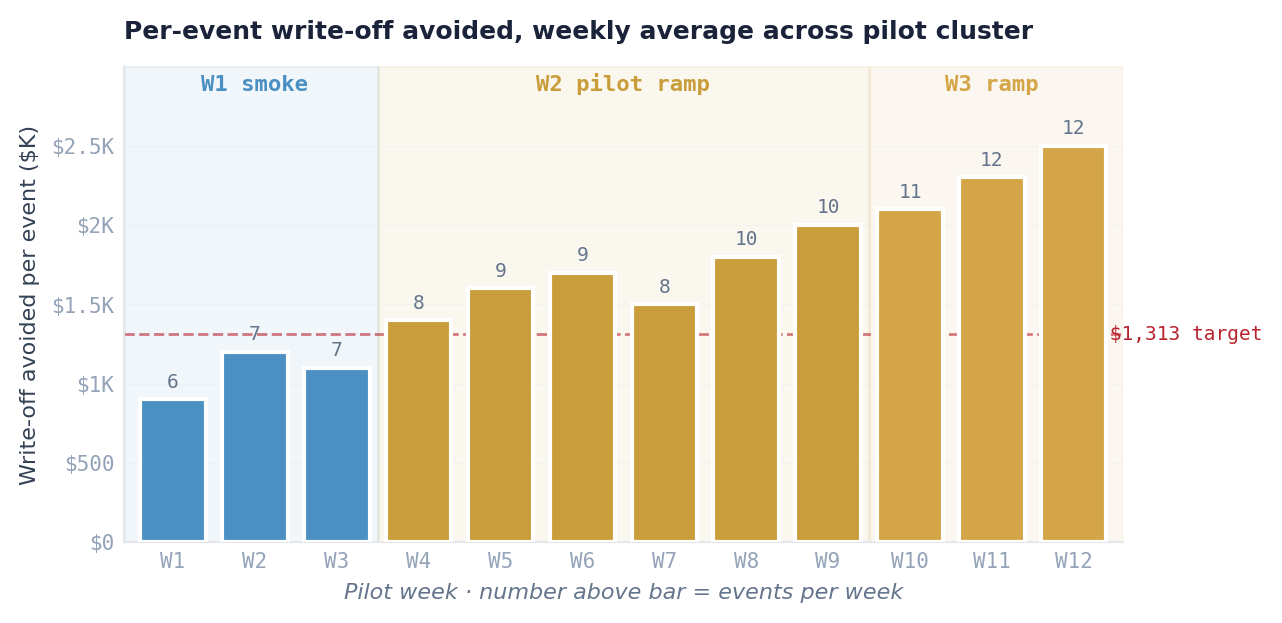 Per-event write-off avoided, weekly average across pilot cluster
W1 smoke
W2 pilot ramp
W3 ramp
Write-off avoided per event ($K)
$2.5K
$2K
$1.5K
$1K
$500
$0
6
7
7
8
9
9
8
10
10
11
12
12
$1,313 target
W1
W2
W3
W4
W5
W6
W7
W8
W9
W10
W11
W12
Pilot week · number above bar = events per week